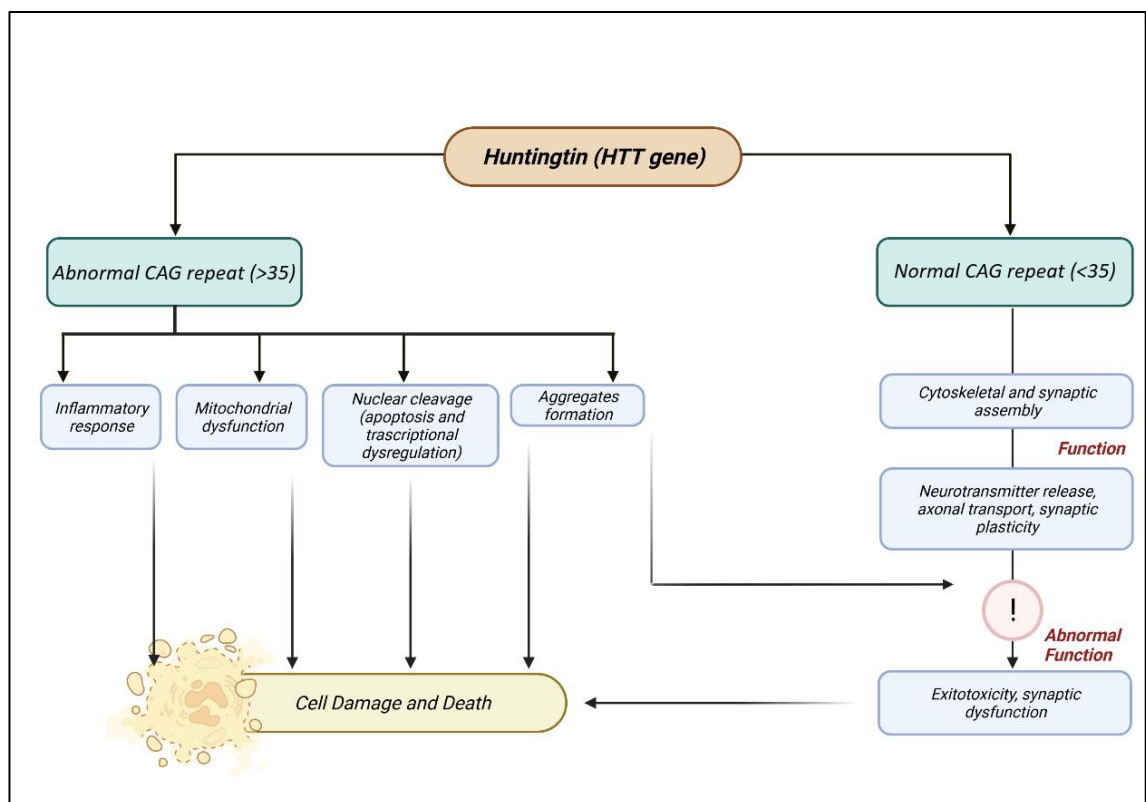 Huntingtin (HTT gene)
Abnormal CAG repeat (>35)
Normal CAG repeat (<35)
Inflammatory
response
Mitochondrial
dysfunction
Nuclear cleavage
(apoptosis and
trascriptional
dysregulation)
Aggregates
formation
Cytoskeletal and synaptic
assembly
Function
Neurotransmitter release,
axonal transport, synaptic
plasticity
!
Abnormal
Function
Exitotoxicity, synaptic
dysfunction
Cell Damage and Death